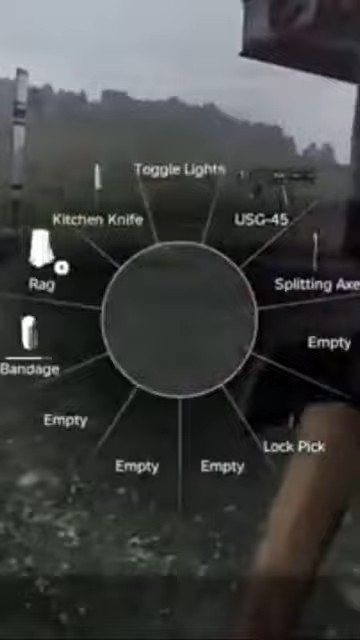 Toggle Lights
Kitchen Knife
USG-45
Rag
Splitting Axe
Empty
Bandage
Empty
Lock Pick
Empty
Empty